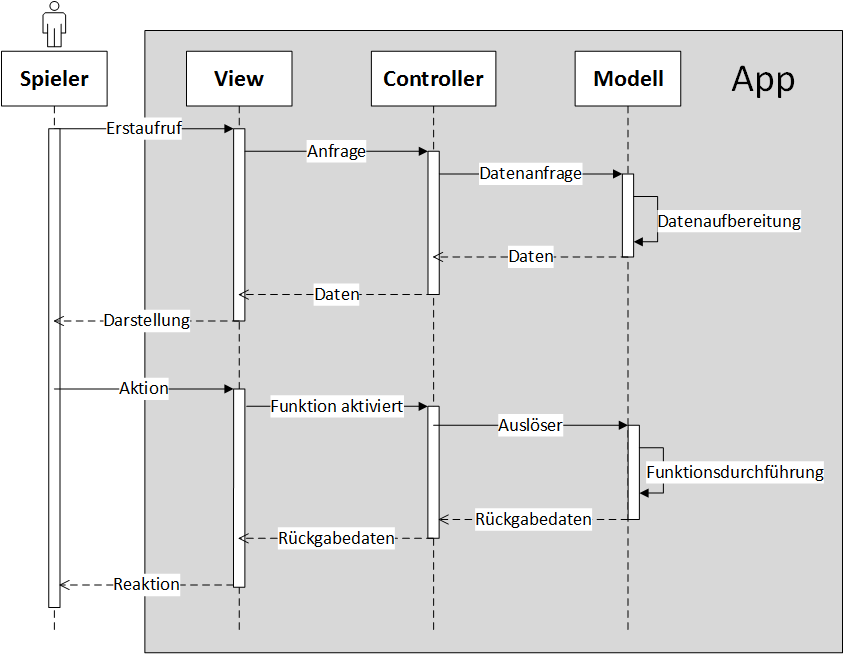 Spieler
View
Controller
Modell
App
Erstaufruf
Anfrage
Datenanfrage
Datenaufbereitung
Daten
Daten
Darstellung
Aktion
Funktion aktiviert
Auslöser
Funktionsdurchführung
Rückgabedaten
Rückgabedaten
Reaktion